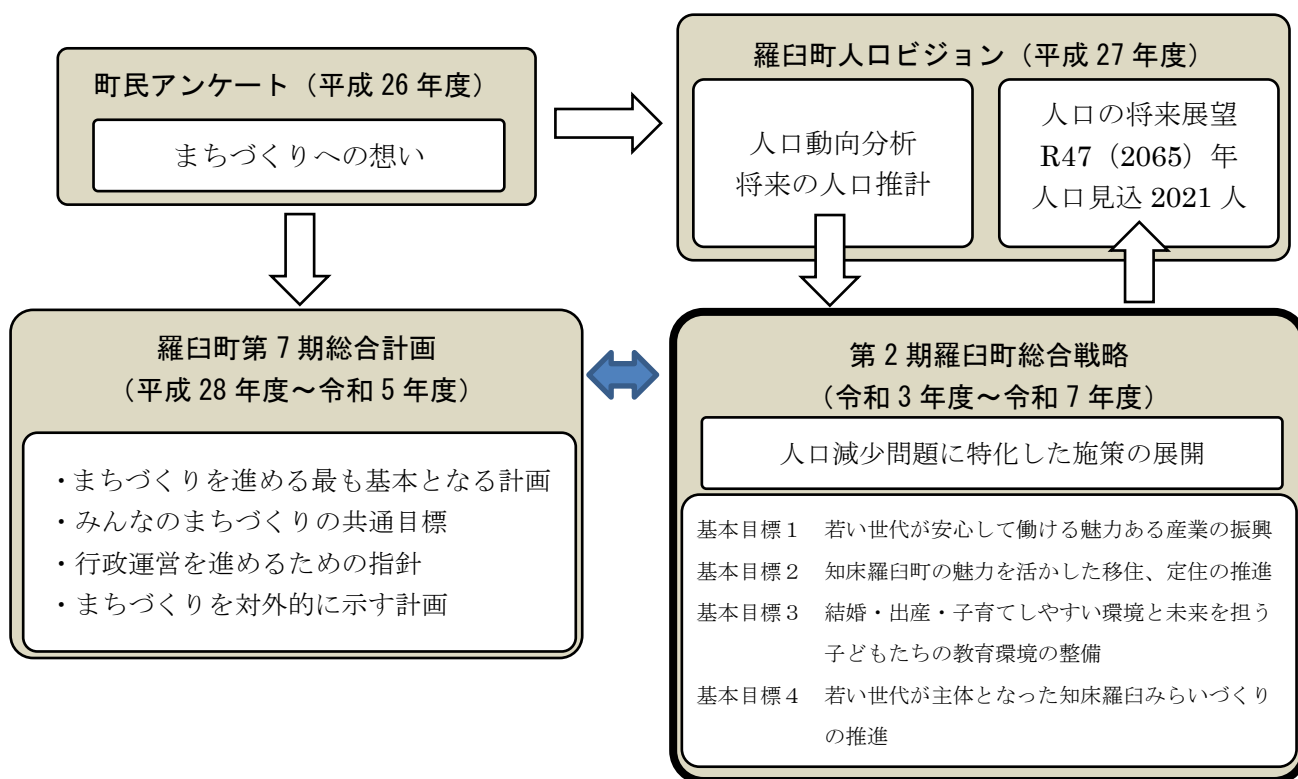 町民アンケート（平成 26 年度）
まちづくりへの想い
羅臼町人口ビジョン（平成 27 年度）
人口動向分析
将来の人口推計
人口の将来展望
R47（2065）年
人口見込 2021 人
羅臼町第 7 期総合計画
（平成 28 年度～令和 5 年度）
・まちづくりを進める最も基本となる計画
・みんなのまちづくりの共通目標
・行政運営を進めるための指針
・まちづくりを対外的に示す計画
第 2 期羅臼町総合戦略
（令和 3 年度～令和 7 年度）
人口減少問題に特化した施策の展開
基本目標１　若い世代が安心して働ける魅力ある産業の振興
基本目標２　知床羅臼町の魅力を活かした移住、定住の推進
基本目標３　結婚・出産・子育てしやすい環境と未来を担う
子どもたちの教育環境の整備
基本目標４　若い世代が主体となった知床羅臼みらいづくり
の推進